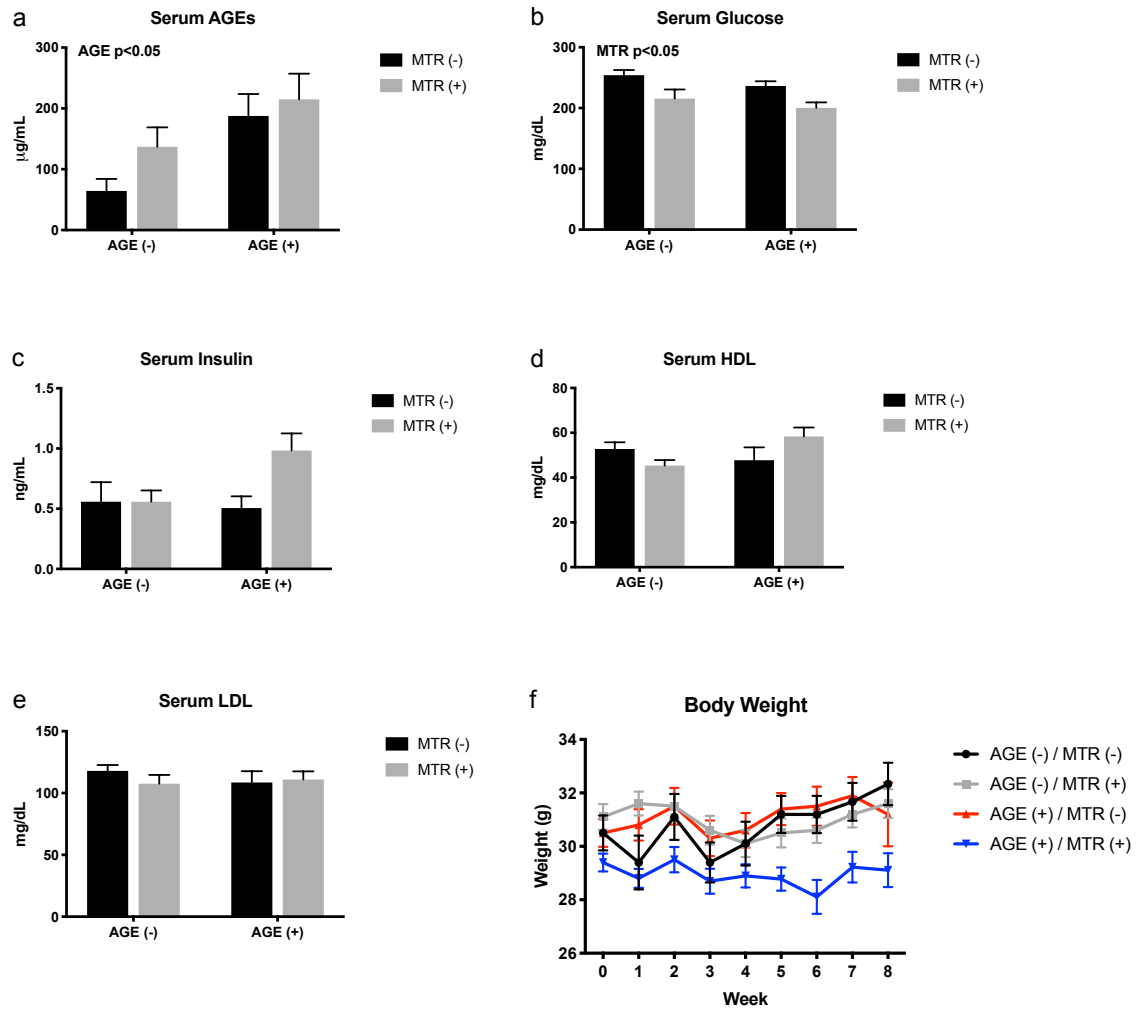 a
Serum AGEs
AGE p<0.05
300
200
100
0
μg/mL
AGE (-)
AGE (+)
MTR (-)
MTR (+)
b
Serum Glucose
MTR p<0.05
300
200
100
0
mg/dL
AGE (-)
AGE (+)
MTR (-)
MTR (+)
c
Serum Insulin
1.5
1.0
0.5
0.0
ng/mL
AGE (-)
AGE (+)
MTR (-)
MTR (+)
d
Serum HDL
80
60
40
20
0
mg/dL
AGE (-)
AGE (+)
MTR (-)
MTR (+)
e
Serum LDL
150
100
50
0
mg/dL
AGE (-)
AGE (+)
MTR (-)
MTR (+)
f
Body Weight
34
32
30
28
26
Weight (g)
0 1 2 3 4 5 6 7 8
Week
AGE (-) / MTR (-)
AGE (-) / MTR (+)
AGE (+) / MTR (-)
AGE (+) / MTR (+)